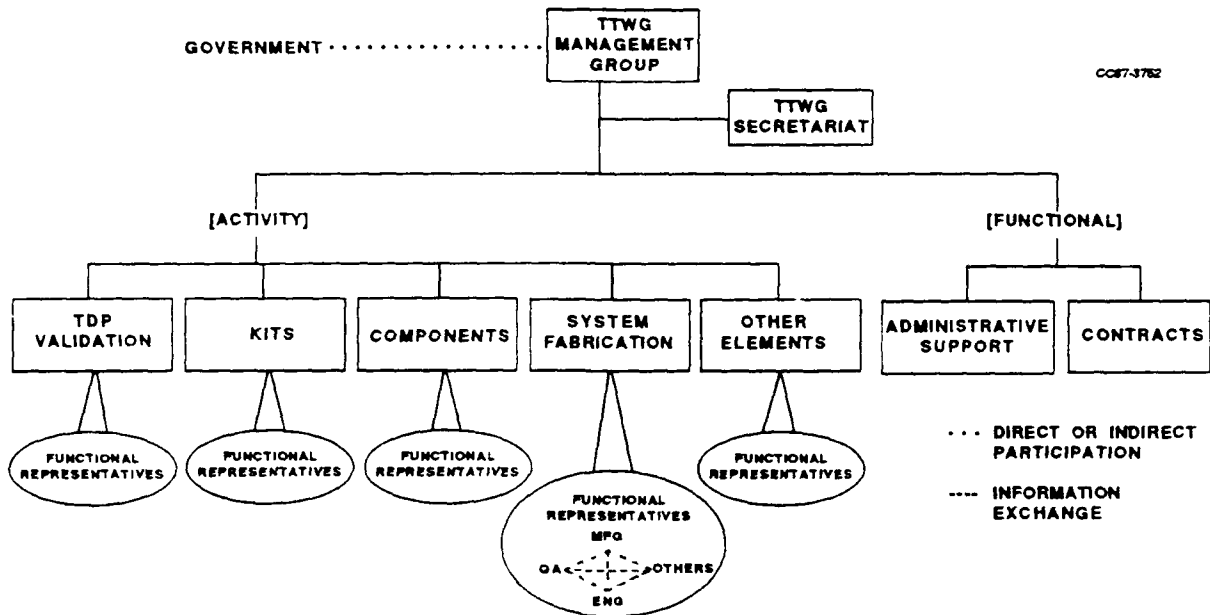 TTWG
MANAGEMENT
GROUP
GOVERNMENT
CC87-3752
TTWG
SECRETARIAT
[ACTIVITY]
[FUNCTIONAL]
TDP
VALIDATION
KITS
COMPONENTS
SYSTEM
FABRICATION
OTHER
ELEMENTS
ADMINISTRATIVE
SUPPORT
CONTRACTS
FUNCTIONAL
REPRESENTATIVES
FUNCTIONAL
REPRESENTATIVES
FUNCTIONAL
REPRESENTATIVES
FUNCTIONAL
REPRESENTATIVES
MFG
QA
OTHERS
ENG
FUNCTIONAL
REPRESENTATIVES
DIRECT OR INDIRECT
PARTICIPATION
INFORMATION
EXCHANGE